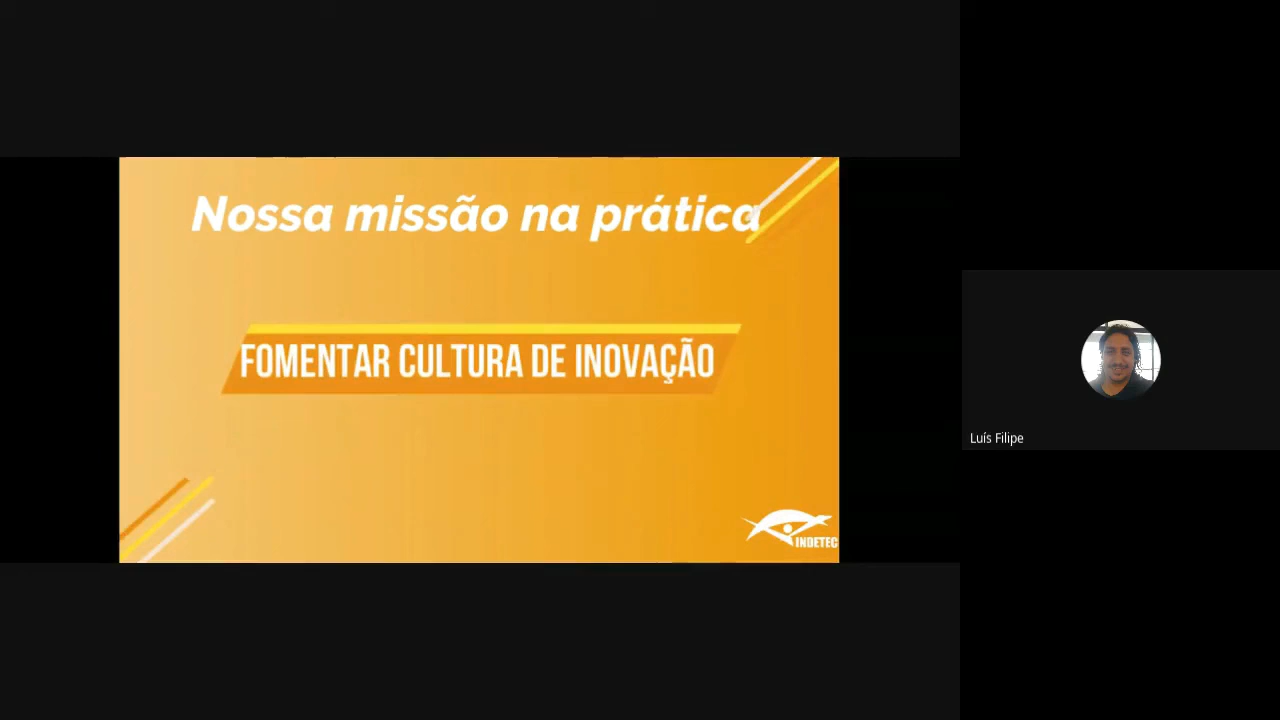 Nossa missão na prática
FOMENTAR CULTURA DE INOVAÇÃO
INDETEC
Luís Filipe